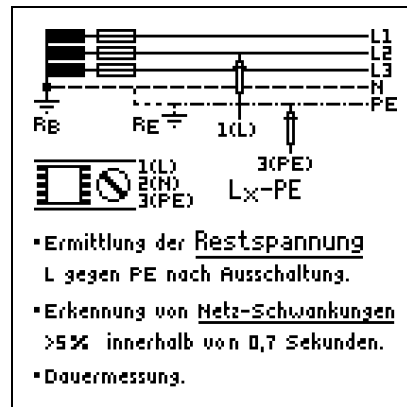 L1
L2
L3
N
PE
RB RE 1(L)
3(PE)
1(L)
2(N)
3(PE)
Lx-PE
▪Ermittlung der Restspannung
L gegen PE nach Ausschaltung.
▪Erkennung von Netz-Schwankungen
>5% innerhalb von 0,7 Sekunden.
▪Dauermessung.